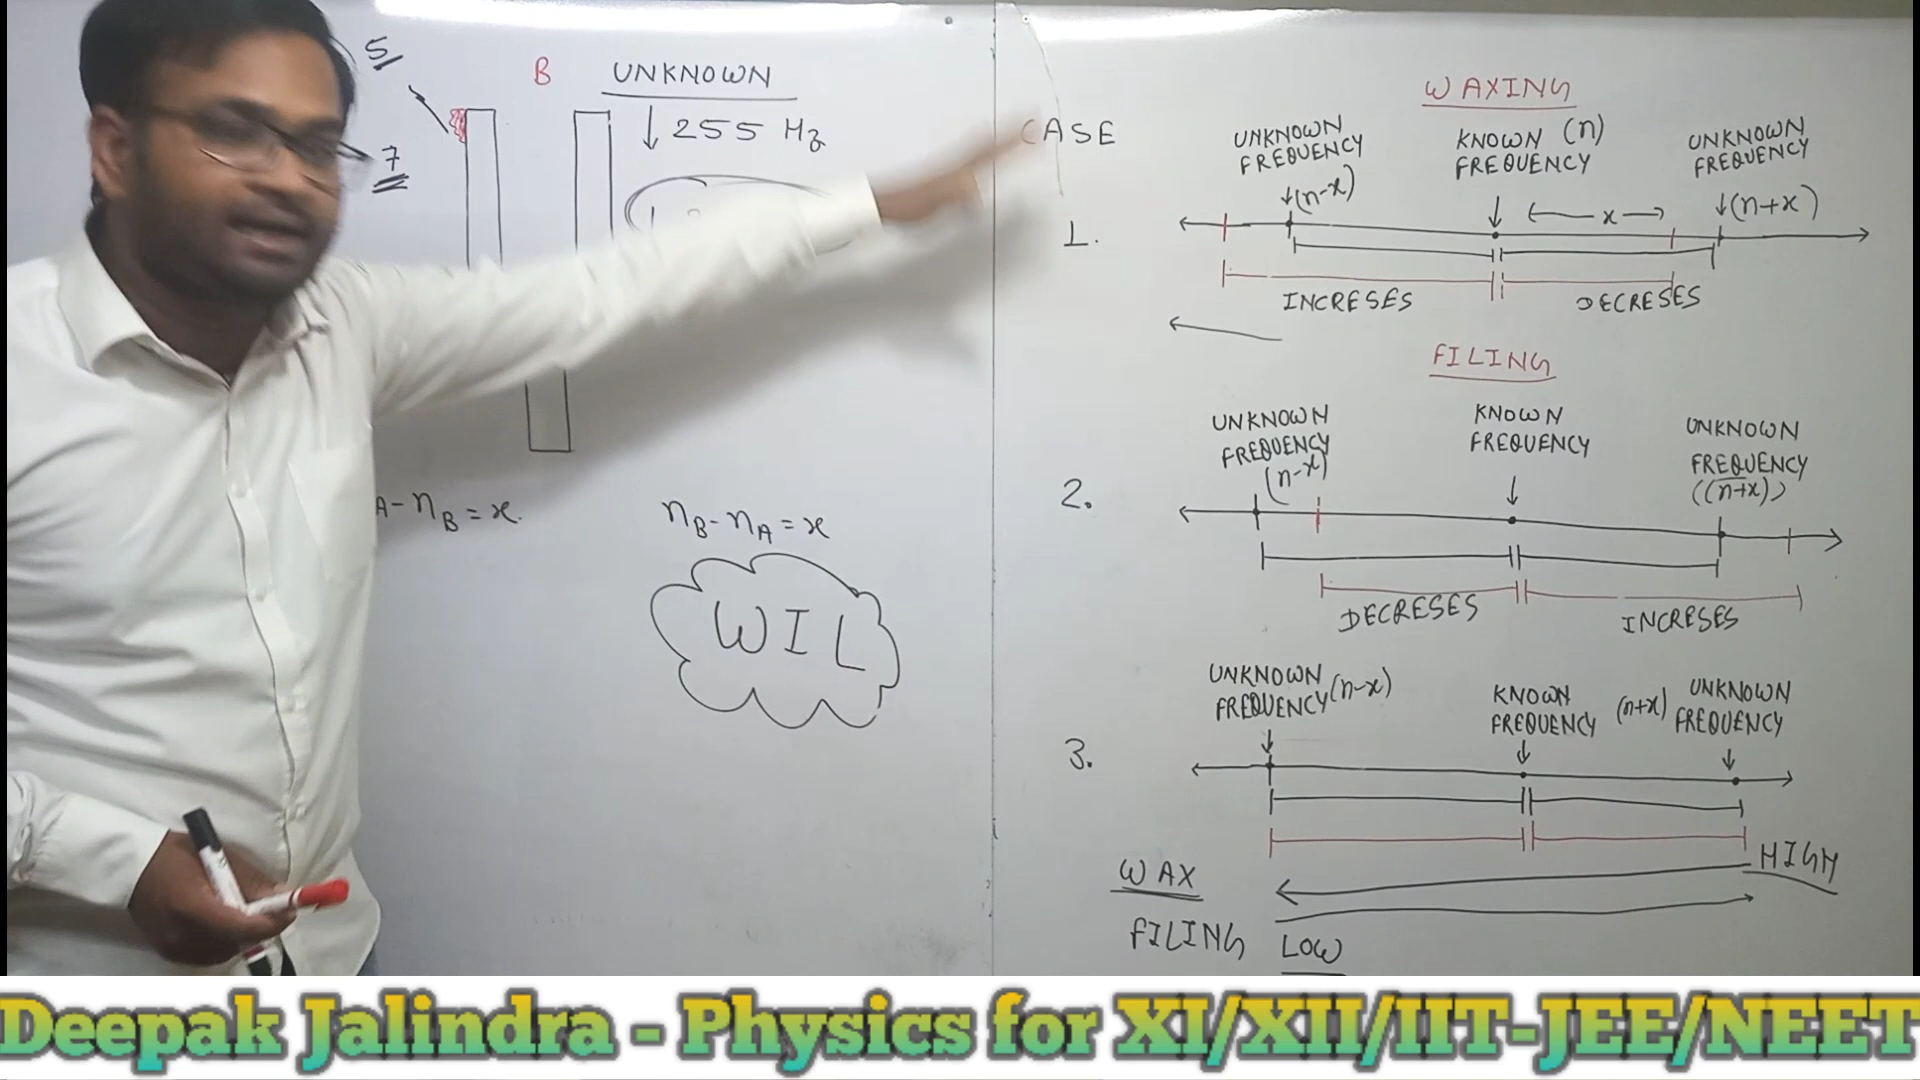 5
7
B UNKNOWN
255 Hz
A-nB=x.
nB-nA=x
WIL
WAXING
CASE
UNKNOWN
FREQUENCY
(n-x)
KNOWN (n)
FREQUENCY
UNKNOWN
FREQUENCY
(n+x)
x
1.
INCRESES
DECRESES
FILING
UNKNOWN
FREQUENCY
(n-x)
KNOWN
FREQUENCY
UNKNOWN
FREQUENCY
((n+x))
2.
DECRESES
INCRESES
UNKNOWN
FREQUENCY (n-x)
KNOWN
FREQUENCY
(n+x) UNKNOWN
FREQUENCY
3.
WAX
HIGH
FILING
LOW
Deepak Jalindra - Physics for XI/XII/IIT-JEE/NEET